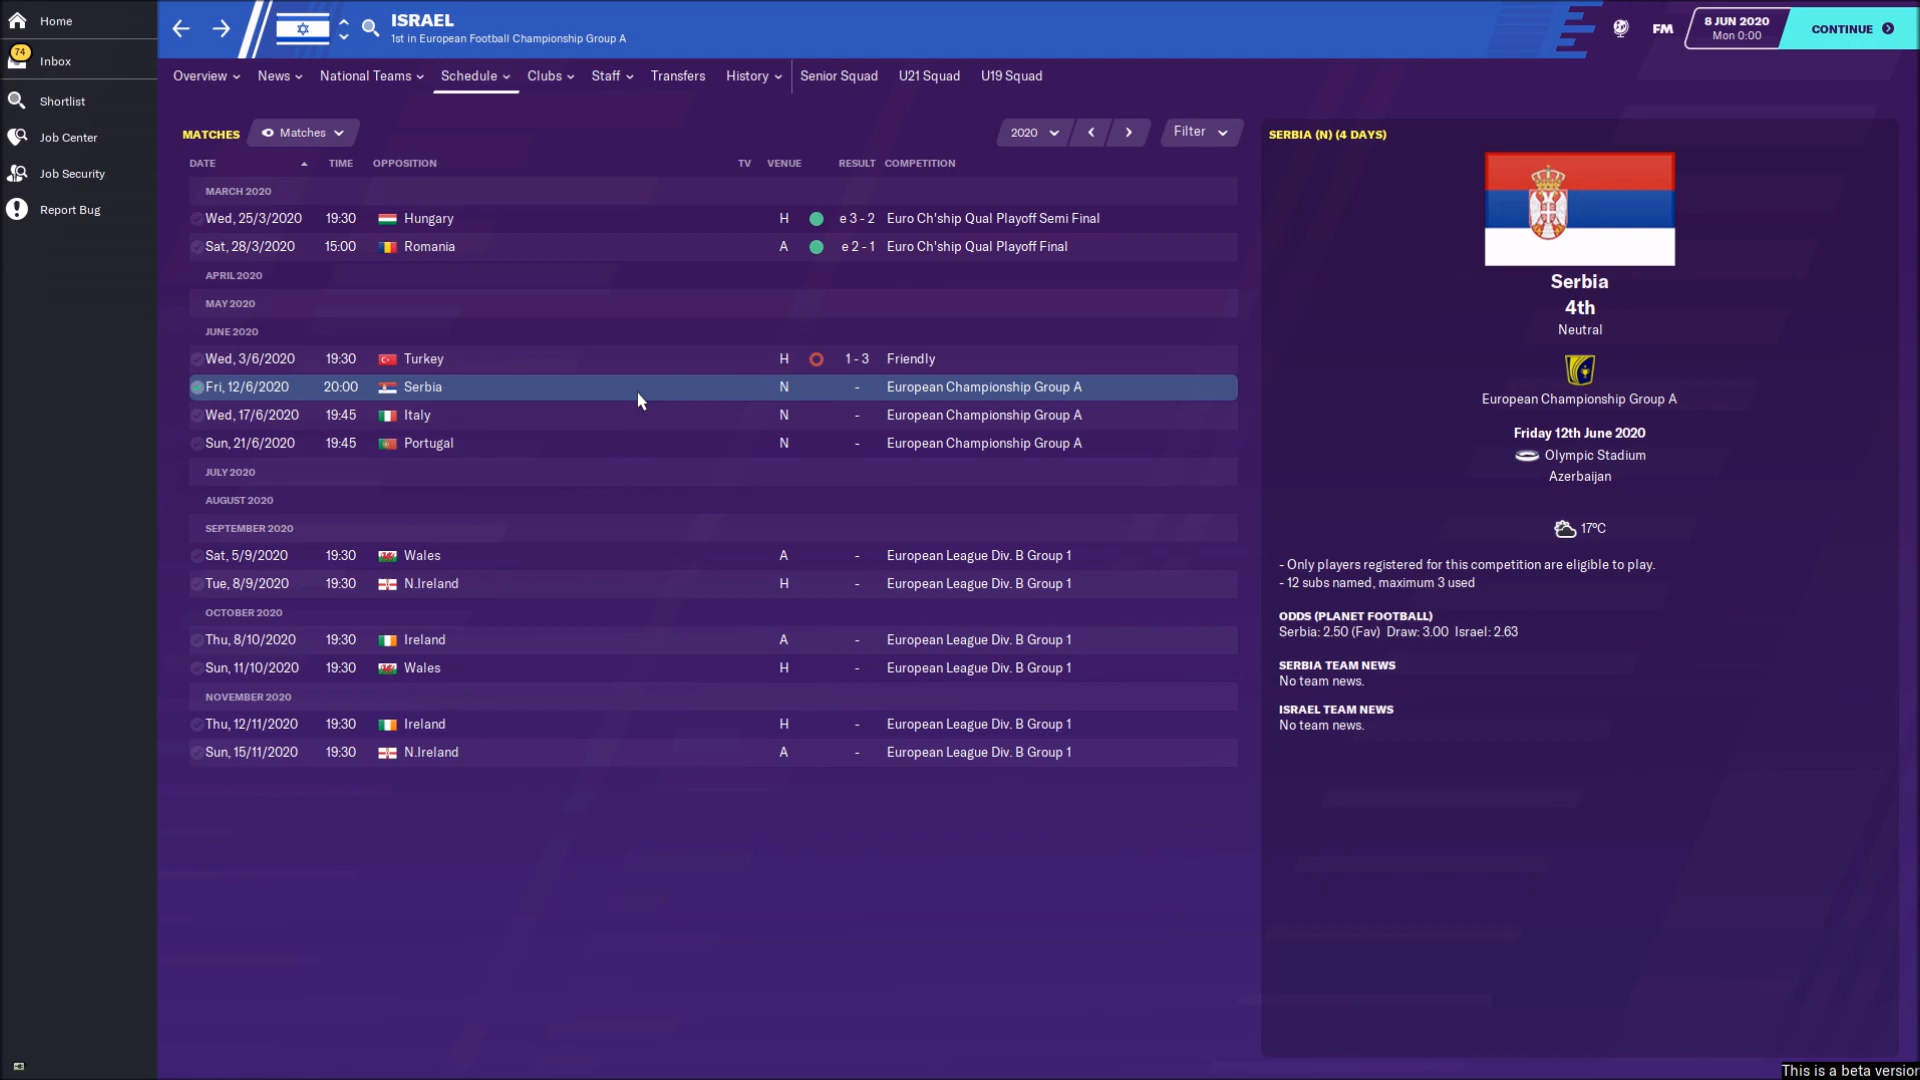 Home
74
Inbox
Shortlist
Job Center
Job Security
Report Bug
ISRAEL
1st in European Football Championship Group A
FM
8 JUN 2020
Mon 0:00
CONTINUE
Overview News National Teams Schedule Clubs Staff Transfers History Senior Squad U21 Squad U19 Squad
MATCHES Matches 2020 Filter
DATE TIME OPPOSITION TV VENUE RESULT COMPETITION
MARCH 2020
Wed, 25/3/2020 19:30 Hungary H e 3 - 2 Euro Ch'ship Qual Playoff Semi Final
Sat, 28/3/2020 15:00 Romania A e 2 - 1 Euro Ch'ship Qual Playoff Final
APRIL 2020
MAY 2020
JUNE 2020
Wed, 3/6/2020 19:30 Turkey H 1 - 3 Friendly
Fri, 12/6/2020 20:00 Serbia N - European Championship Group A
Wed, 17/6/2020 19:45 Italy N - European Championship Group A
Sun, 21/6/2020 19:45 Portugal N - European Championship Group A
JULY 2020
AUGUST 2020
SEPTEMBER 2020
Sat, 5/9/2020 19:30 Wales A - European League Div. B Group 1
Tue, 8/9/2020 19:30 N.Ireland H - European League Div. B Group 1
OCTOBER 2020
Thu, 8/10/2020 19:30 Ireland A - European League Div. B Group 1
Sun, 11/10/2020 19:30 Wales H - European League Div. B Group 1
NOVEMBER 2020
Thu, 12/11/2020 19:30 Ireland H - European League Div. B Group 1
Sun, 15/11/2020 19:30 N.Ireland A - European League Div. B Group 1
SERBIA (N) (4 DAYS)
Serbia
4th
Neutral
European Championship Group A
Friday 12th June 2020
Olympic Stadium
Azerbaijan
17°C
- Only players registered for this competition are eligible to play.
- 12 subs named, maximum 3 used
ODDS (PLANET FOOTBALL)
Serbia: 2.50 (Fav) Draw: 3.00 Israel: 2.63
SERBIA TEAM NEWS
No team news.
ISRAEL TEAM NEWS
No team news.
This is a beta versior